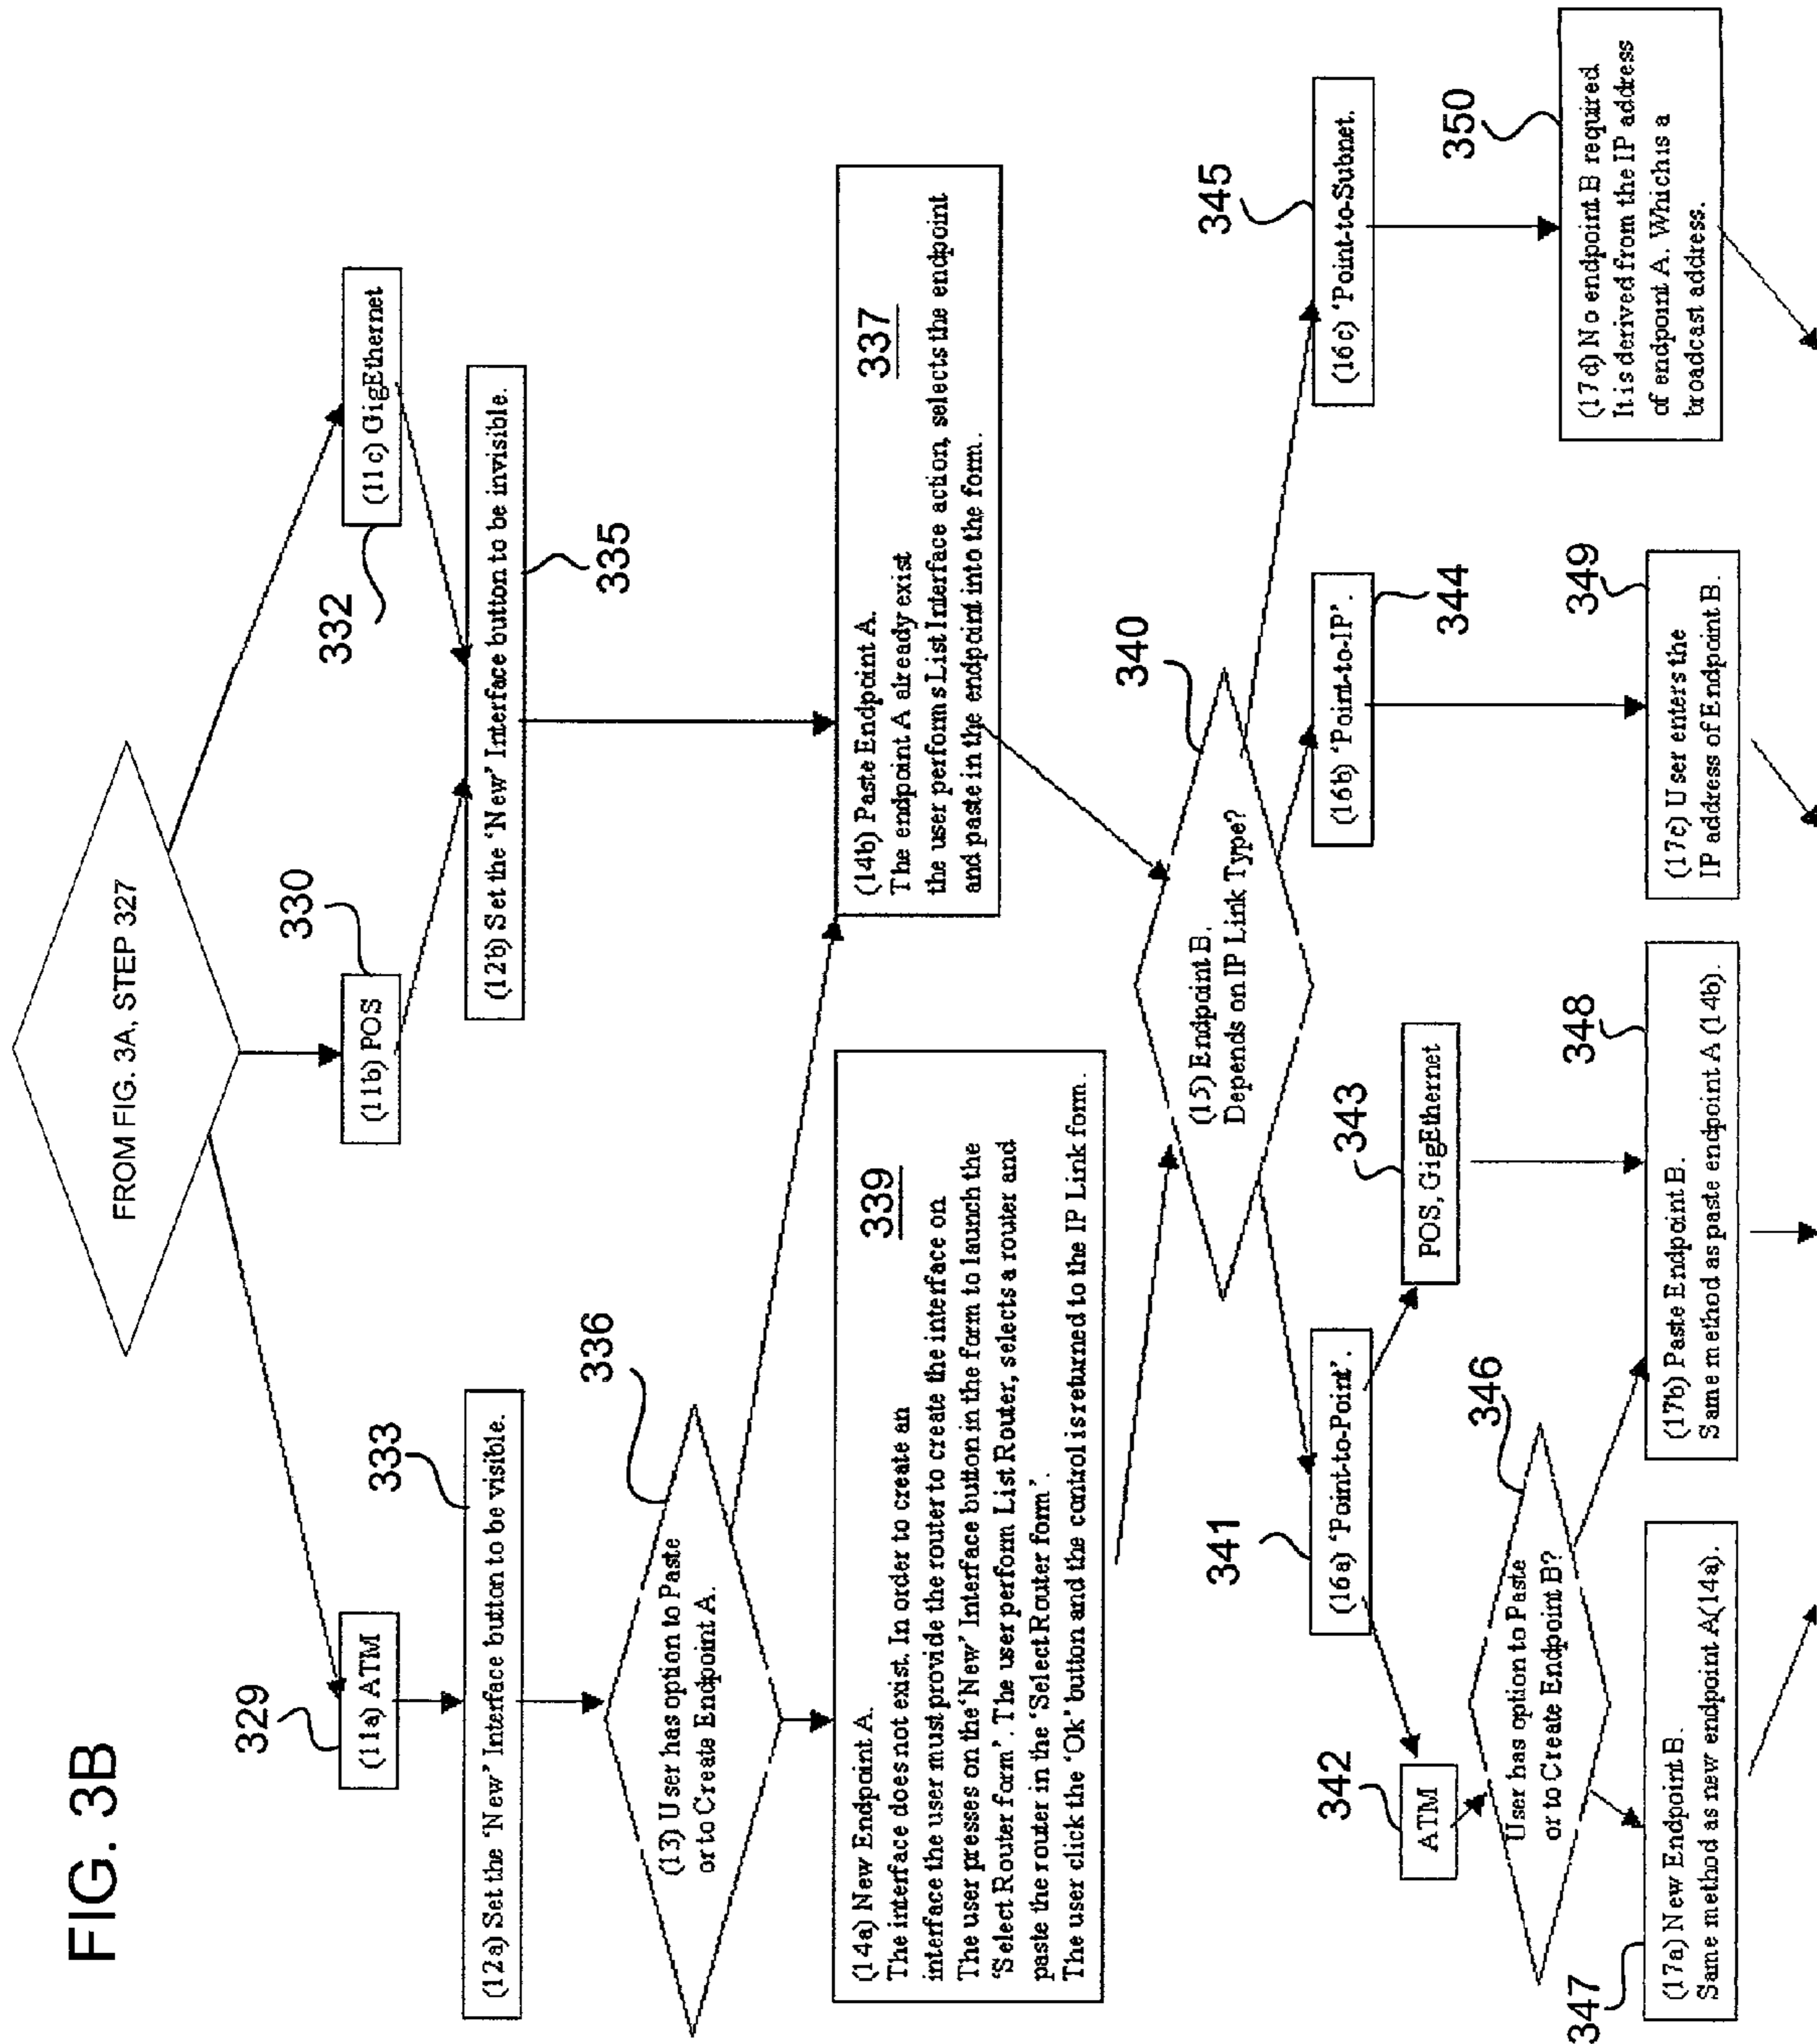 FIG. 3B
FROM FIG. 3A, STEP 327
329
(11a) ATM
330
(11b) POS
332
(11c) GigEthernet
333
(12a) Set the ‘New’ Interface button to be visible.
335
(12b) Set the ‘New’ Interface button to be invisible.
336
(13) User has option to Paste
or to Create Endpoint A.
339
(14a) New Endpoint A.
The interface does not exist. In order to create an
interface the user must provide the router to create the interface on
The user presses on the ‘New’ Interface button in the form to launch the
‘Select Router form’. The user perform List Router, selects a router and
paste the router in the ‘Select Router form’.
The user click the ‘Ok’ button and the control is returned to the IP Link form.
337
(14b) Paste Endpoint A.
The endpoint A already exist
the user performs List Interface action, selects the endpoint
and paste in the endpoint into the form.
340
(15) Endpoint B.
Depends on IP Link Type?
341
(16a) ‘Point-to-Point’.
344
(16b) ‘Point-to-IP’.
345
(16c) ‘Point-to-Subnet.
342
ATM
343
POS, GigEthernet
346
User has option to Paste
or to Create Endpoint B?
347
(17a) New Endpoint B.
Same method as new endpoint A(14a).
348
(17b) Paste Endpoint B.
Same method as paste endpoint A (14b).
349
(17c) User enters the
IP address of Endpoint B.
350
(17d) No endpoint B required
It is derived from the IP address
of endpoint A. Which is a
broadcast address.